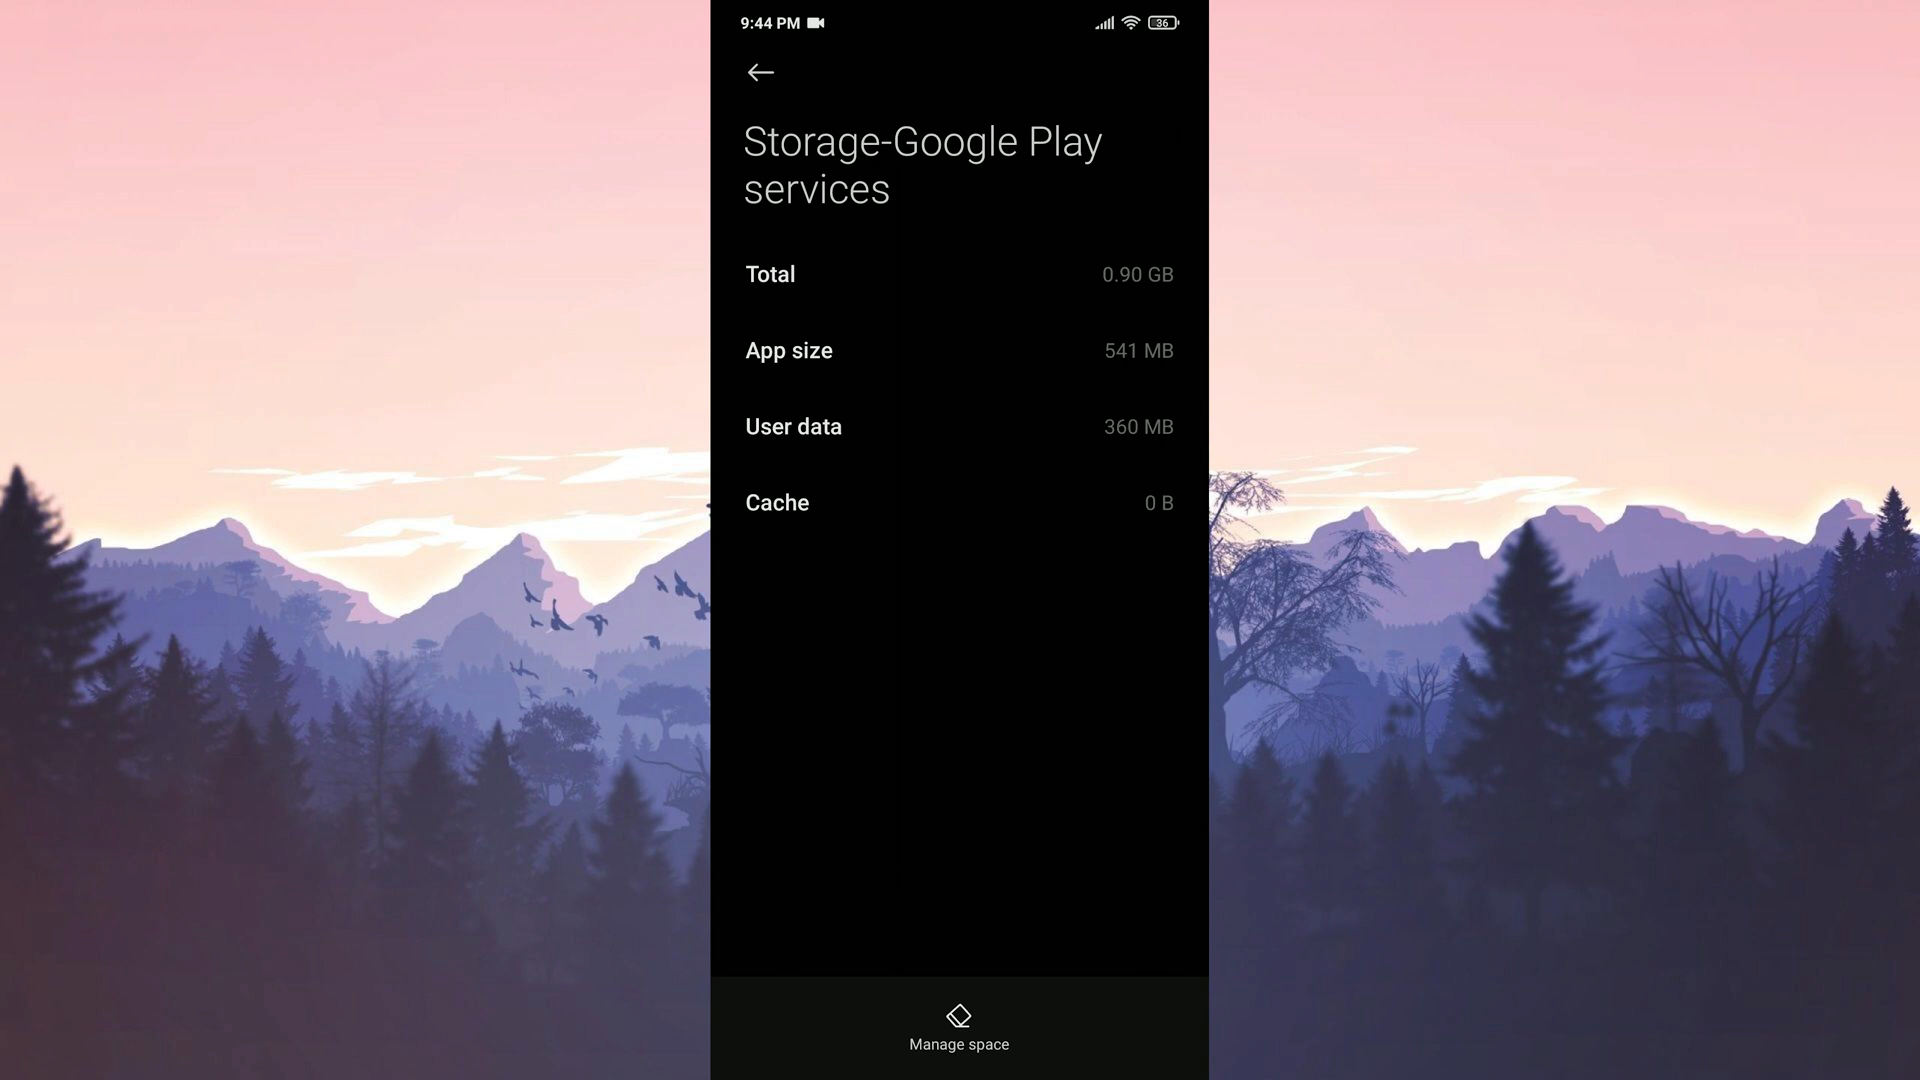 9:44 PM 36
Storage-Google Play
services
Total 0.90 GB
App size 541 MB
User data 360 MB
Cache 0 B
Manage space